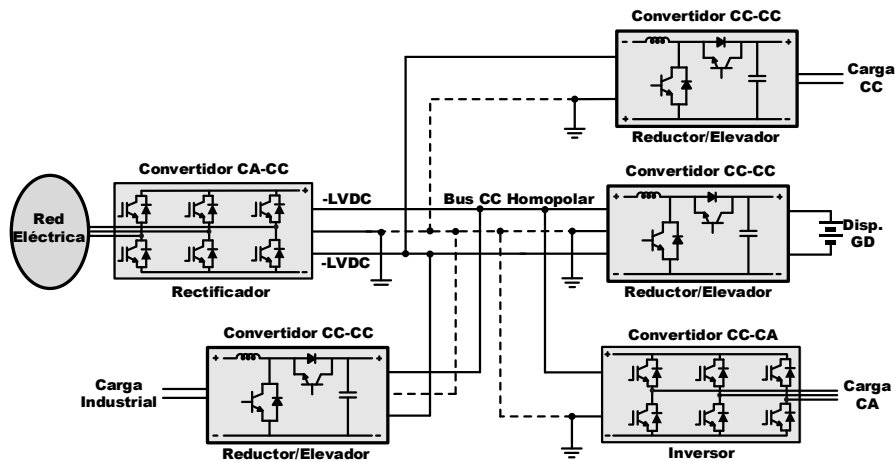 Convertidor CC-CC
- +
- -
Carga
CC
Reductor/Elevador
Convertidor CA-CC
+
-
Red
Eléctrica
Rectificador
-LVDC
-LVDC
Bus CC Homopolar
Convertidor CC-CC
+ +
- -
Disp.
GD
Reductor/Elevador
Convertidor CC-CC
+ +
- -
Carga
Industrial
Reductor/Elevador
Convertidor CC-CA
+
-
Carga
CA
Inversor